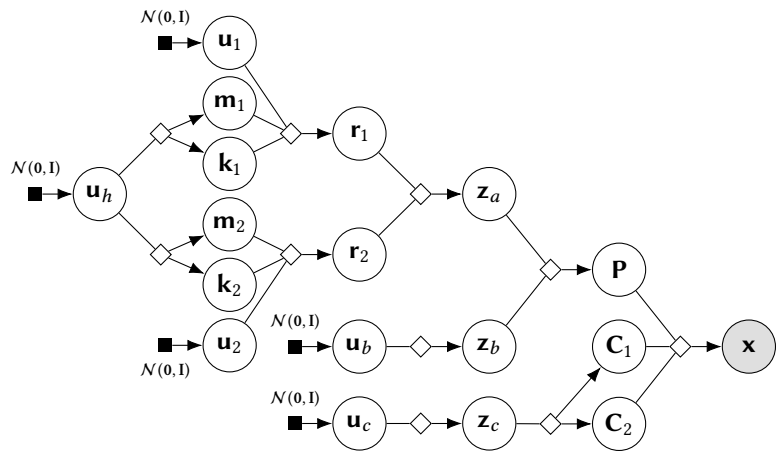 𝒩(0, I)
u₁
m₁
k₁
r₁
𝒩(0, I)
u_h
z_a
m₂
r₂
k₂
P
𝒩(0, I)
u₂
𝒩(0, I)
u_b
z_b
C₁
x
𝒩(0, I)
u_c
z_c
C₂